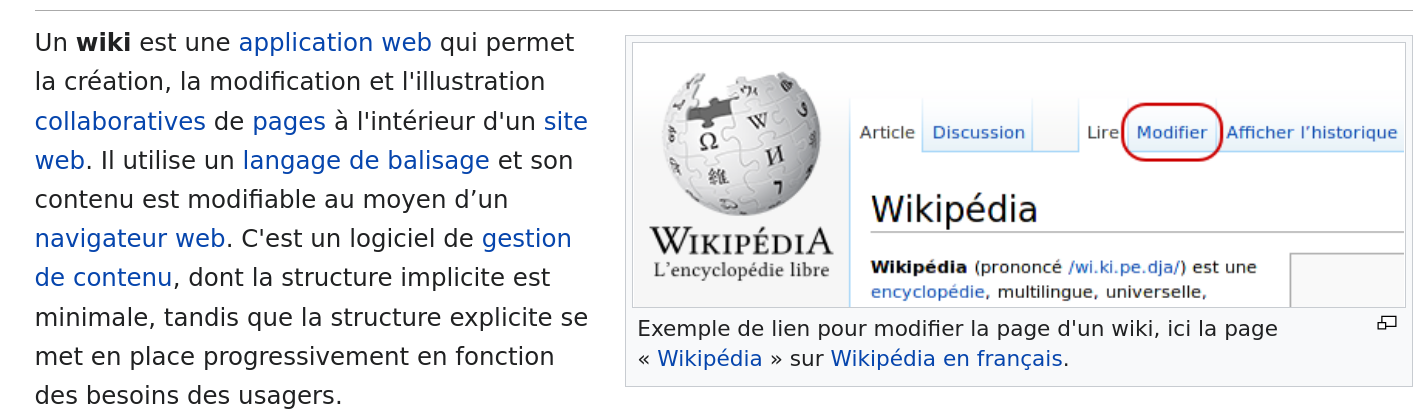 Un wiki est une application web qui permet
la création, la modification et l'illustration
collaboratives de pages à l'intérieur d'un site
web. Il utilise un langage de balisage et son
contenu est modifiable au moyen d’un
navigateur web. C'est un logiciel de gestion
de contenu, dont la structure implicite est
minimale, tandis que la structure explicite se
met en place progressivement en fonction
des besoins des usagers.
Ω
W
И
維
WIKIPÉDIA
L'encyclopédie libre
Article Discussion Lire Modifier Afficher l’historique
Wikipédia
Wikipédia (prononcé /wi.ki.pe.dja/) est une
encyclopédie, multilingue, universelle,
Exemple de lien pour modifier la page d'un wiki, ici la page
« Wikipédia » sur Wikipédia en français.